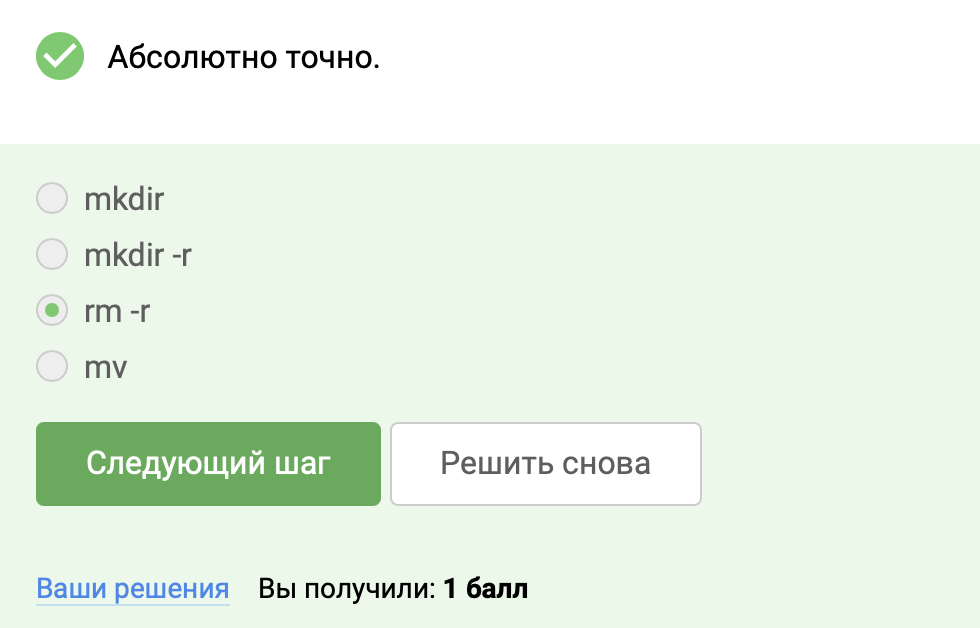 Абсолютно точно.
mkdir
mkdir -r
rm -r
mv
Следующий шаг Решить снова
Ваши решения Вы получили: 1 балл